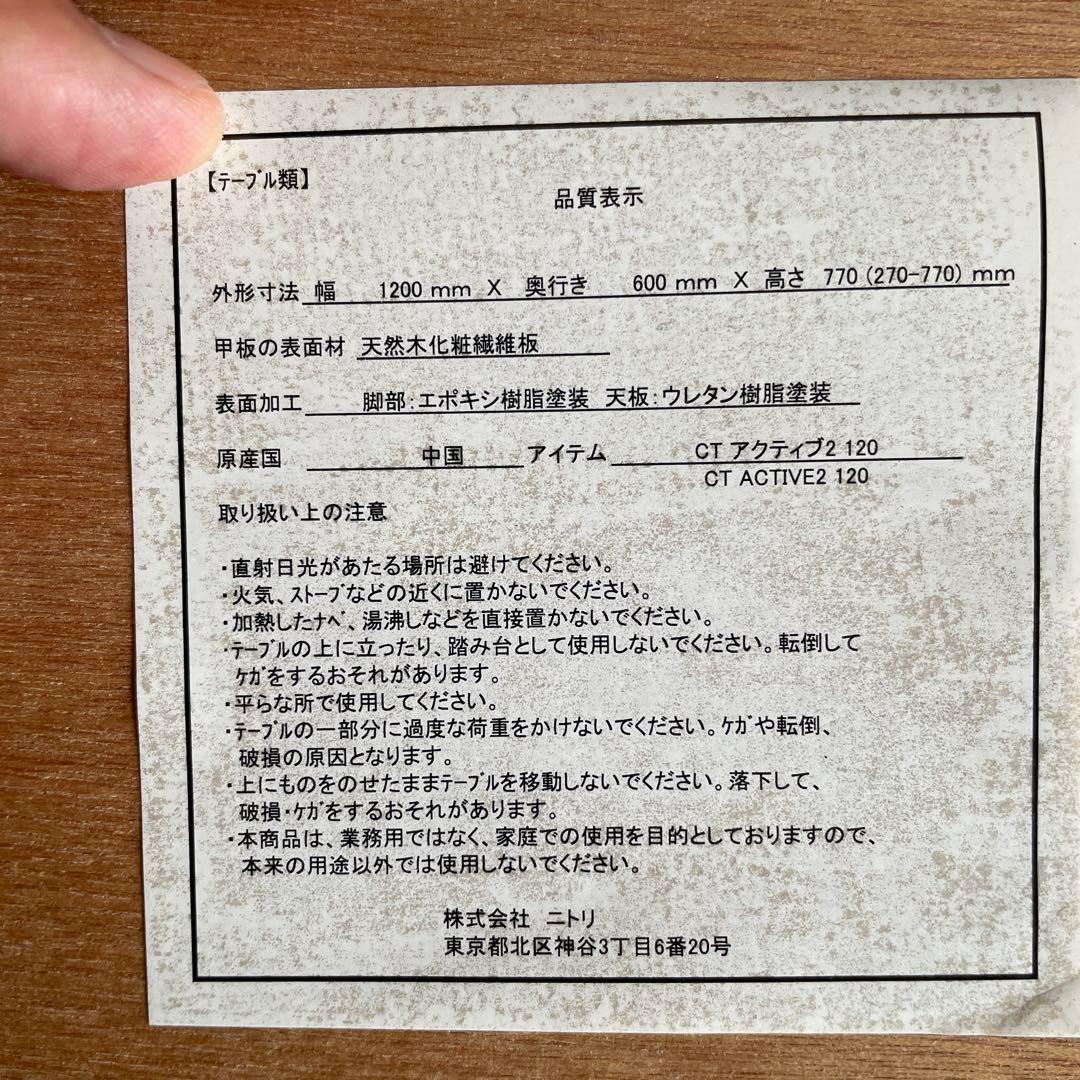 【ﾃｰﾌﾞﾙ類】
品質表示
外形寸法 幅 1200 mm X 奥行き 600 mm X 高さ 770 (270-770) mm
甲板の表面材 天然木化粧繊維板
表面加工 脚部:エポキシ樹脂塗装 天板:ウレタン樹脂塗装
原産国 中国 アイテム CT アクティブ2 120
CT ACTIVE2 120
取り扱い上の注意
・直射日光があたる場所は避けてください。
・火気、ｽﾄｰﾌﾞなどの近くに置かないでください。
・加熱したﾅﾍﾞ、湯沸しなどを直接置かないでください。
・ﾃｰﾌﾞﾙの上に立ったり、踏み台として使用しないでください。転倒して
ｹｶﾞをするおそれがあります。
・平らな所で使用してください。
・ﾃｰﾌﾞﾙの一部分に過度な荷重をかけないでください。ｹｶﾞや転倒、
破損の原因となります。
・上にものをのせたままﾃｰﾌﾞﾙを移動しないでください。落下して、
破損・ｹｶﾞをするおそれがあります。
・本商品は、業務用ではなく、家庭での使用を目的としておりますので、
本来の用途以外では使用しないでください。
株式会社 ニトリ
東京都北区神谷3丁目6番20号